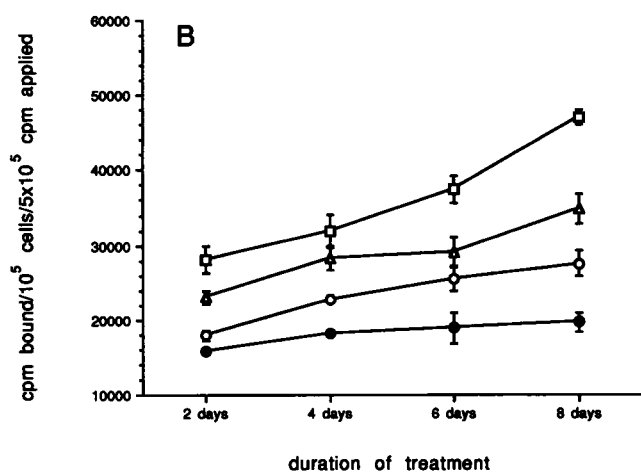 B
60000
50000
40000
30000
20000
10000
cpm bound/10⁵ cells/5x10⁵ cpm applied
2 days 4 days 6 days 8 days
duration of treatment